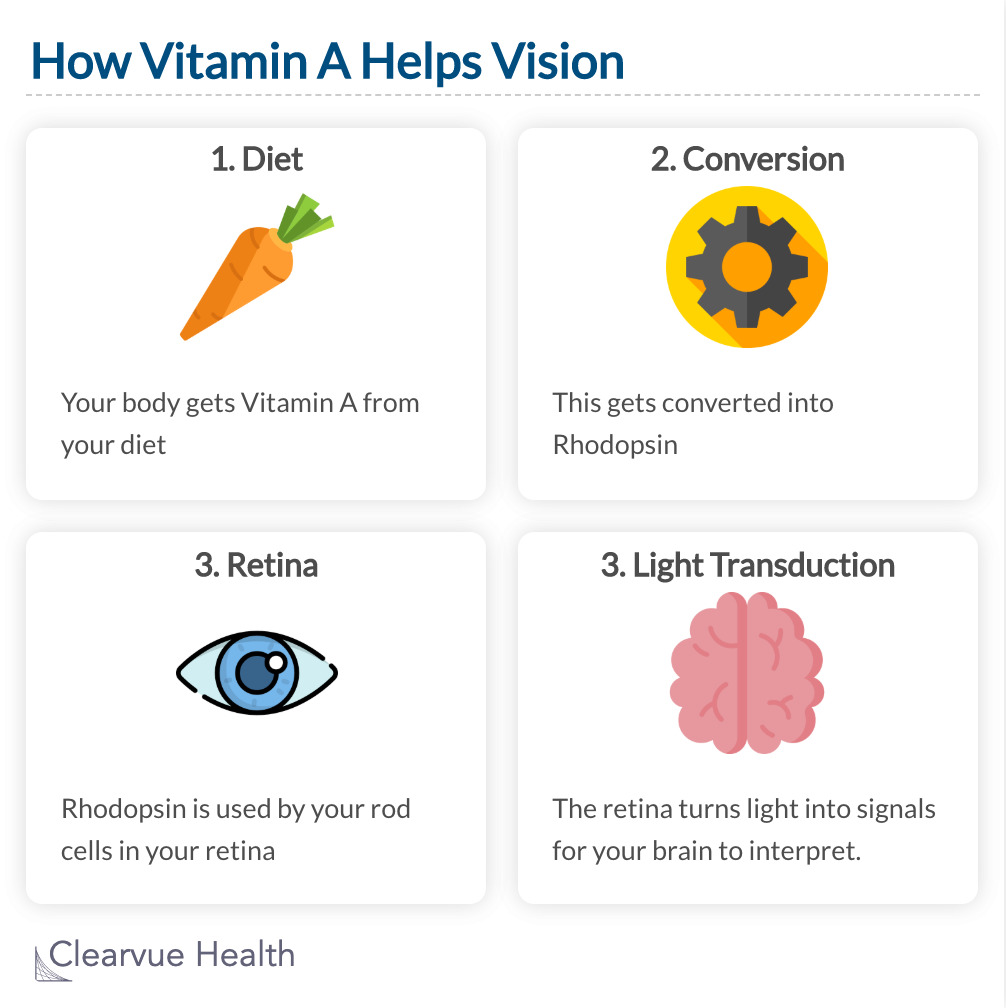 How Vitamin A Helps Vision
1. Diet
Your body gets Vitamin A from
your diet
2. Conversion
This gets converted into
Rhodopsin
3. Retina
Rhodopsin is used by your rod
cells in your retina
3. Light Transduction
The retina turns light into signals
for your brain to interpret.
Clearvue Health